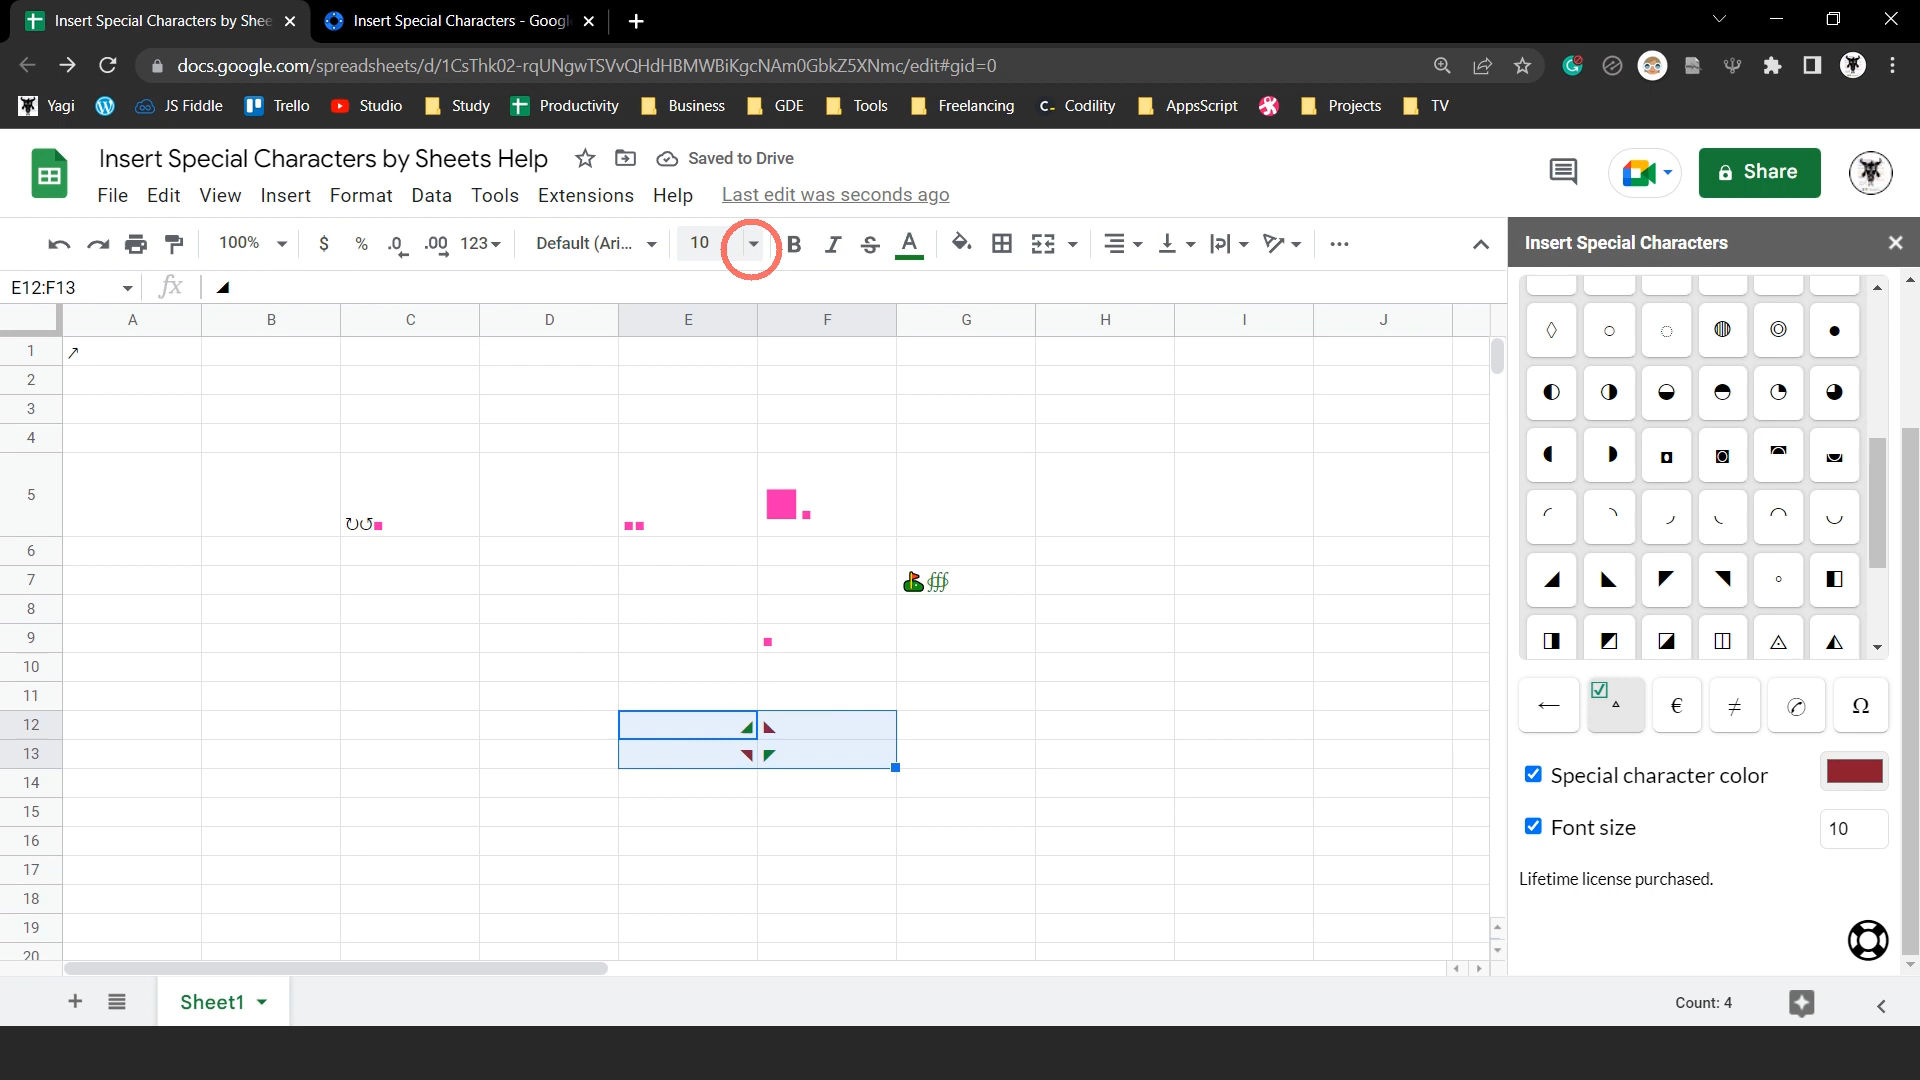 Insert Special Characters by Shee
Insert Special Characters - Googl
docs.google.com/spreadsheets/d/1CsThk02-rqUNgwTSVvQHdHBMWBiKgcNAm0GbkZ5XNmc/edit#gid=0
Yagi JS Fiddle Trello Studio Study Productivity Business GDE Tools Freelancing C- Codility AppsScript Projects TV
Insert Special Characters by Sheets Help Saved to Drive
Share
File Edit View Insert Format Data Tools Extensions Help Last edit was seconds ago
100% $ % .0 .00 123 Default (Ari... 10 B I S A
Insert Special Characters
E12:F13 fx ◢
A B C D E F G H I J
1 ↗
2
3
4
5 ↻↺■ ■■ ■■
6
7 ⛳∰
8
9 ■
10
11
12 ◢ ◣
13 ◥ ◤
14
15
16
17
18
19
20
◊ ○ ◌ ◍ ◎ ●
◐ ◑ ◒ ◓ ◔ ◕
◖ ◗ ◘ ◙ ◚ ◛
◜ ◝ ◞ ◟ ◠ ◡
◢ ◣ ◤ ◥ ◦ ◧
◨ ◩ ◪ ◫ ◬ ◭
← ▵ € ≠ ✆ Ω
Special character color
Font size 10
Lifetime license purchased.
Sheet1
Count: 4